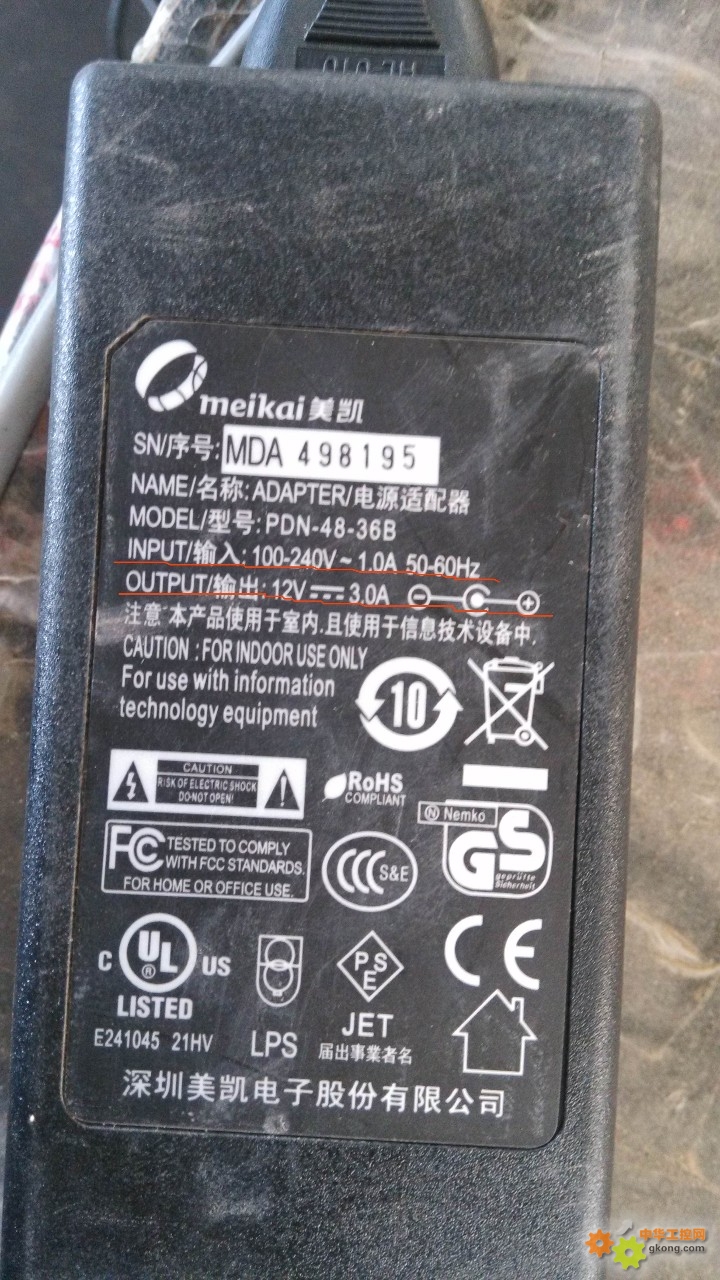 HL-010
meikai 美凯
SN/序号: MDA 498195
NAME/名称: ADAPTER/电源适配器
MODEL/型号: PDN-48-36B
INPUT/输入: 100-240V ~ 1.0A 50-60Hz
OUTPUT/输出: 12V 3.0A - C +
注意:本产品使用于室内.且使用于信息技术设备中.
CAUTION : FOR INDOOR USE ONLY
For use with information
technology equipment
10
CAUTION
RISK OF ELECTRIC SHOCK
DO NOT OPEN!
RoHS
COMPLIANT
N Nemko
GS
geprüfte
Sicherheit
FC TESTED TO COMPLY
WITH FCC STANDARDS.
FOR HOME OR OFFICE USE.
CCC S&E
C UL ® US
LISTED
E241045 21HV
LPS
PSE
JET
届出事業者名
CE
深圳美凯电子股份有限公司
中华工控网
gkong.com